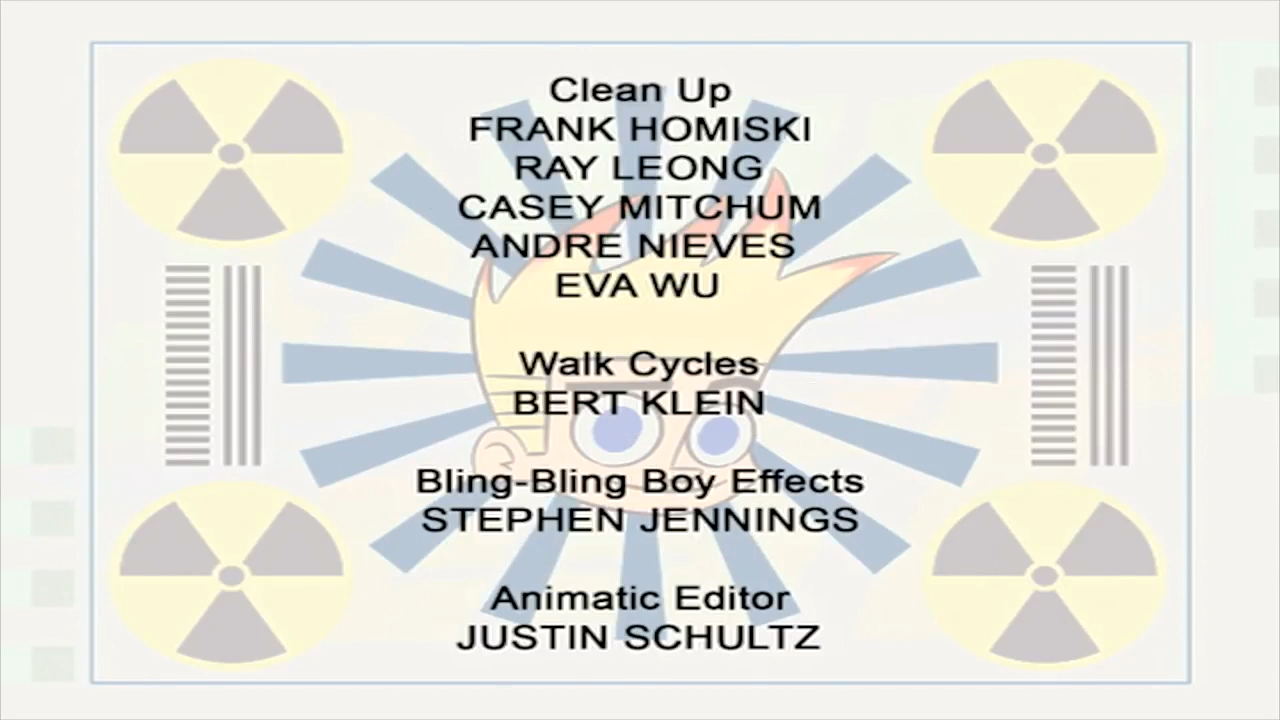 Clean Up
FRANK HOMISKI
RAY LEONG
CASEY MITCHUM
ANDRE NIEVES
EVA WU
Walk Cycles
BERT KLEIN
Bling-Bling Boy Effects
STEPHEN JENNINGS
Animatic Editor
JUSTIN SCHULTZ